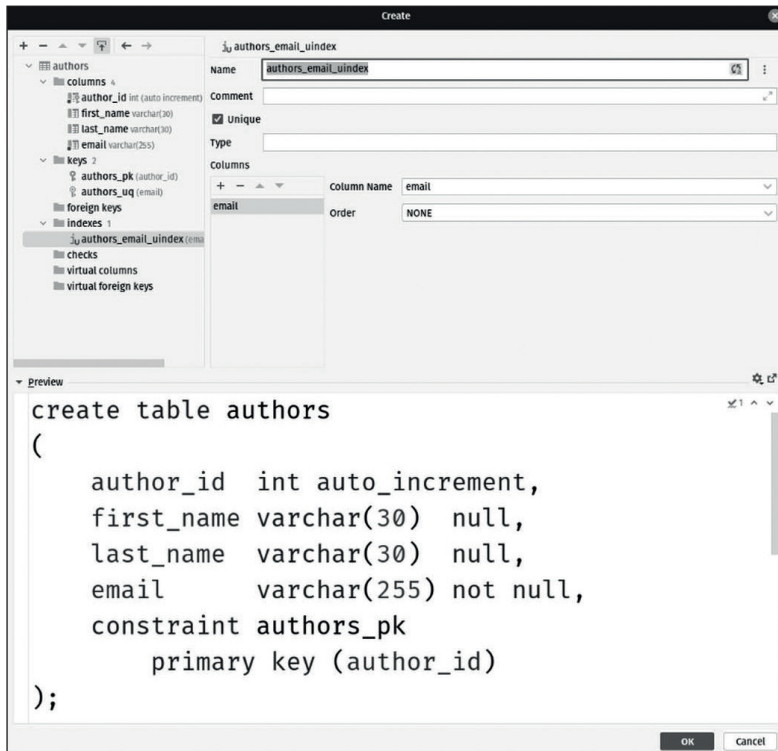 Create
authors
columns 4
author_id int (auto increment)
first_name varchar(30)
last_name varchar(30)
email varchar(255)
keys 2
authors_pk (author_id)
authors_uq (email)
foreign keys
indexes 1
authors_email_uindex (ema
checks
virtual columns
virtual foreign keys
authors_email_uindex
Name authors_email_uindex
Comment
Unique
Type
Columns
email
Column Name email
Order NONE
Preview
1
create table authors
(
author_id int auto_increment,
first_name varchar(30) null,
last_name varchar(30) null,
email varchar(255) not null,
constraint authors_pk
primary key (author_id)
);
OK Cancel